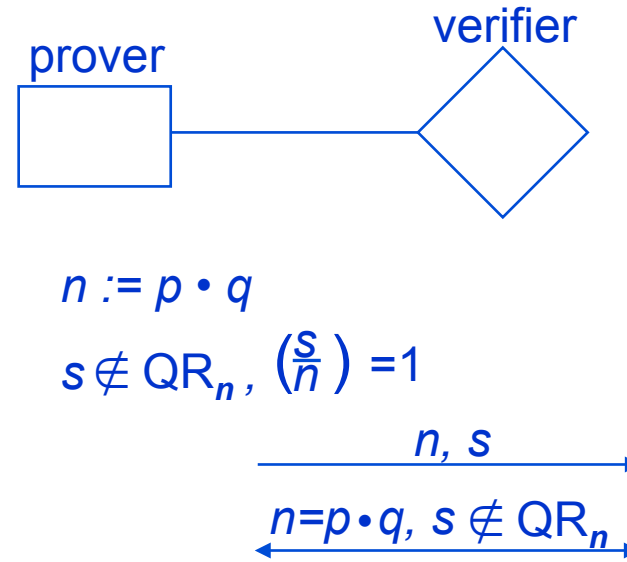 prover verifier
n := p • q
s ∉ QRₙ , (s/n) =1
n, s
n=p•q, s ∉ QRₙ